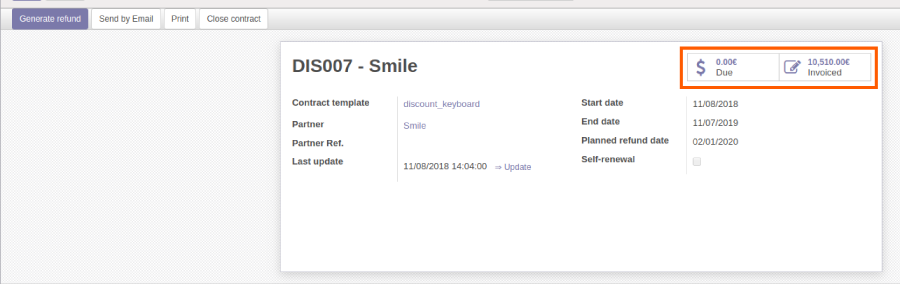 Generate refund Send by Email Print Close contract
DIS007 - Smile
$ 0.00€ Due
10,510.00€ Invoiced
Contract template discount_keyboard
Start date 11/08/2018
Partner Smile
End date 11/07/2019
Partner Ref.
Planned refund date 02/01/2020
Last update 11/08/2018 14:04:00 ⇒ Update
Self-renewal